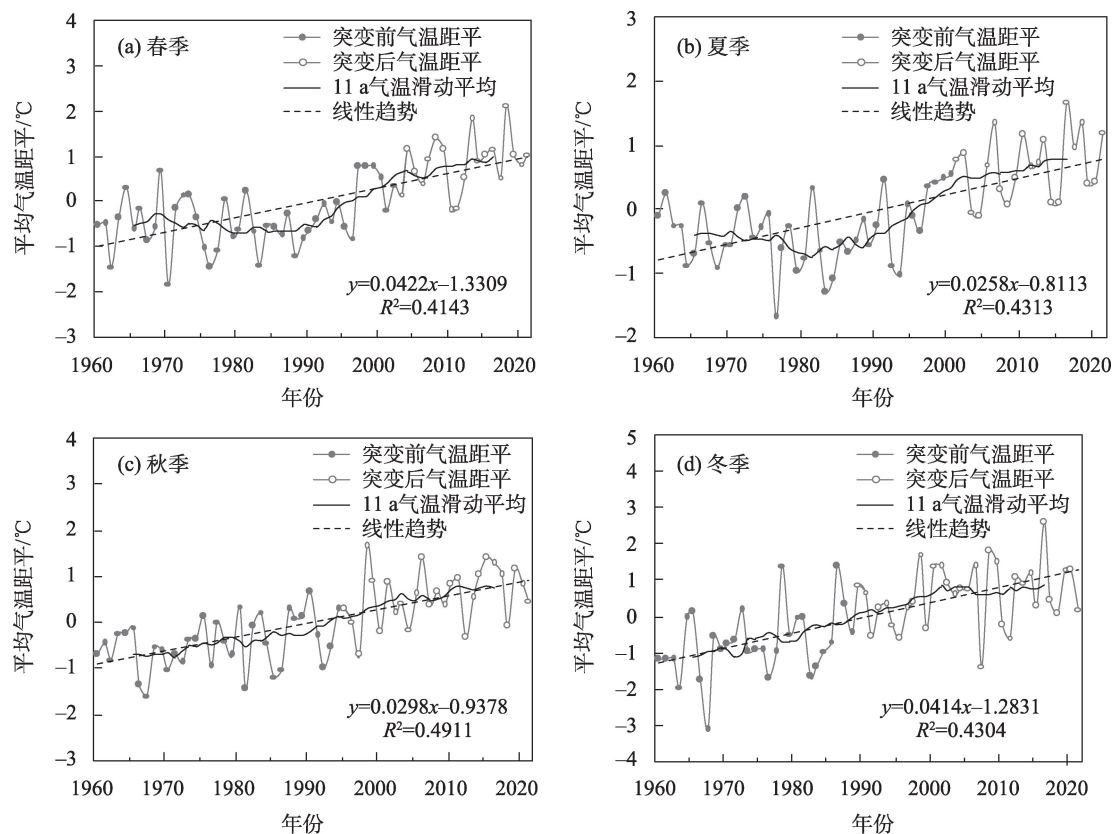 (a) 春季
突变前气温距平
突变后气温距平
11 a气温滑动平均
线性趋势
平均气温距平/℃
4
3
2
1
0
–1
–2
–3
y=0.0422x–1.3309
R²=0.4143
1960 1970 1980 1990 2000 2010 2020
年份
(b) 夏季
突变前气温距平
突变后气温距平
11 a气温滑动平均
线性趋势
平均气温距平/℃
3
2
1
0
–1
–2
y=0.0258x–0.8113
R²=0.4313
1960 1970 1980 1990 2000 2010 2020
年份
(c) 秋季
突变前气温距平
突变后气温距平
11 a气温滑动平均
线性趋势
平均气温距平/℃
4
3
2
1
0
–1
–2
–3
y=0.0298x–0.9378
R²=0.4911
1960 1970 1980 1990 2000 2010 2020
年份
(d) 冬季
突变前气温距平
突变后气温距平
11 a气温滑动平均
线性趋势
平均气温距平/℃
5
4
3
2
1
0
–1
–2
–3
–4
y=0.0414x–1.2831
R²=0.4304
1960 1970 1980 1990 2000 2010 2020
年份